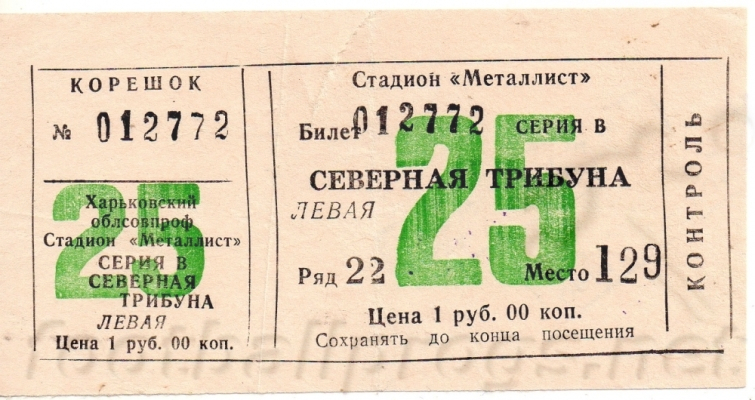 КОРЕШОК
№ 012772
25
Харьковский
облсовпроф
Стадион «Металлист»
СЕРИЯ В
СЕВЕРНАЯ
ТРИБУНА
ЛЕВАЯ
Цена 1 руб. 00 коп.
Стадион «Металлист»
Билет 012772 СЕРИЯ В
25
СЕВЕРНАЯ ТРИБУНА
ЛЕВАЯ
Ряд 22 Место 129
Цена 1 руб. 00 коп.
Сохранять до конца посещения
КОНТРОЛЬ